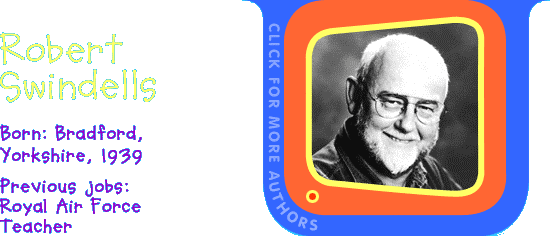 Robert
Swindells
Born: Bradford,
Yorkshire, 1939
Previous jobs:
Royal Air Force
Teacher
CLICK FOR MORE AUTHORS